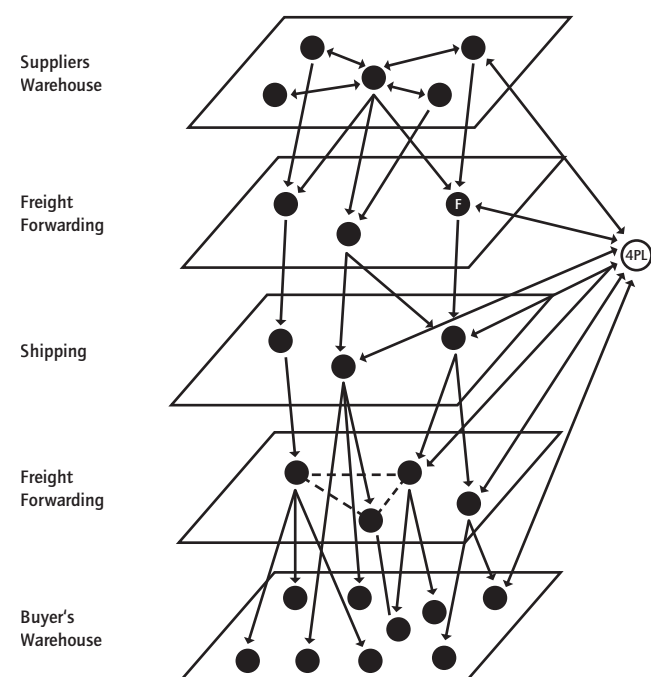 Suppliers
Warehouse
Freight
Forwarding
F
4PL
Shipping
Freight
Forwarding
Buyer‘s
Warehouse